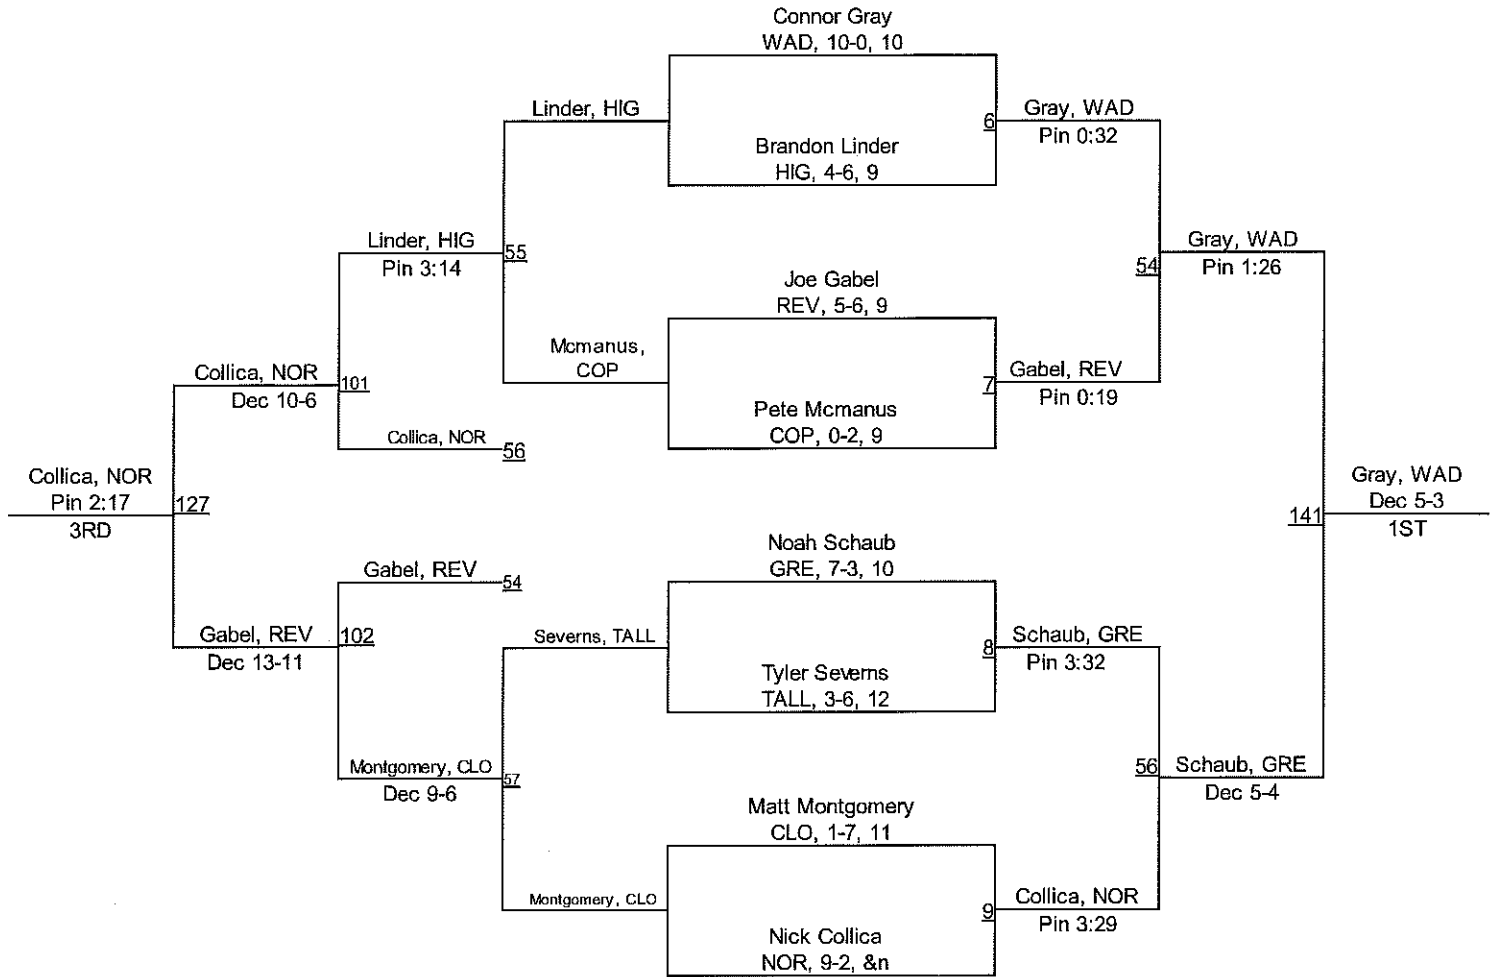 Connor Gray
WAD, 10-0, 10
Linder, HIG
6
Gray, WAD
Pin 0:32
Brandon Linder
HIG, 4-6, 9
Linder, HIG
Pin 3:14
55
54
Gray, WAD
Pin 1:26
Joe Gabel
REV, 5-6, 9
Mcmanus,
COP
Collica, NOR
Dec 10-6
101
7
Gabel, REV
Pin 0:19
Pete Mcmanus
COP, 0-2, 9
Collica, NOR
56
Collica, NOR
Pin 2:17
3RD
127
141
Gray, WAD
Dec 5-3
1ST
Noah Schaub
GRE, 7-3, 10
Gabel, REV
54
Gabel, REV
Dec 13-11
102
Severns, TALL
8
Schaub, GRE
Pin 3:32
Tyler Severns
TALL, 3-6, 12
Montgomery, CLO
Dec 9-6
57
56
Schaub, GRE
Dec 5-4
Matt Montgomery
CLO, 1-7, 11
Montgomery, CLO
9
Collica, NOR
Pin 3:29
Nick Collica
NOR, 9-2, &n